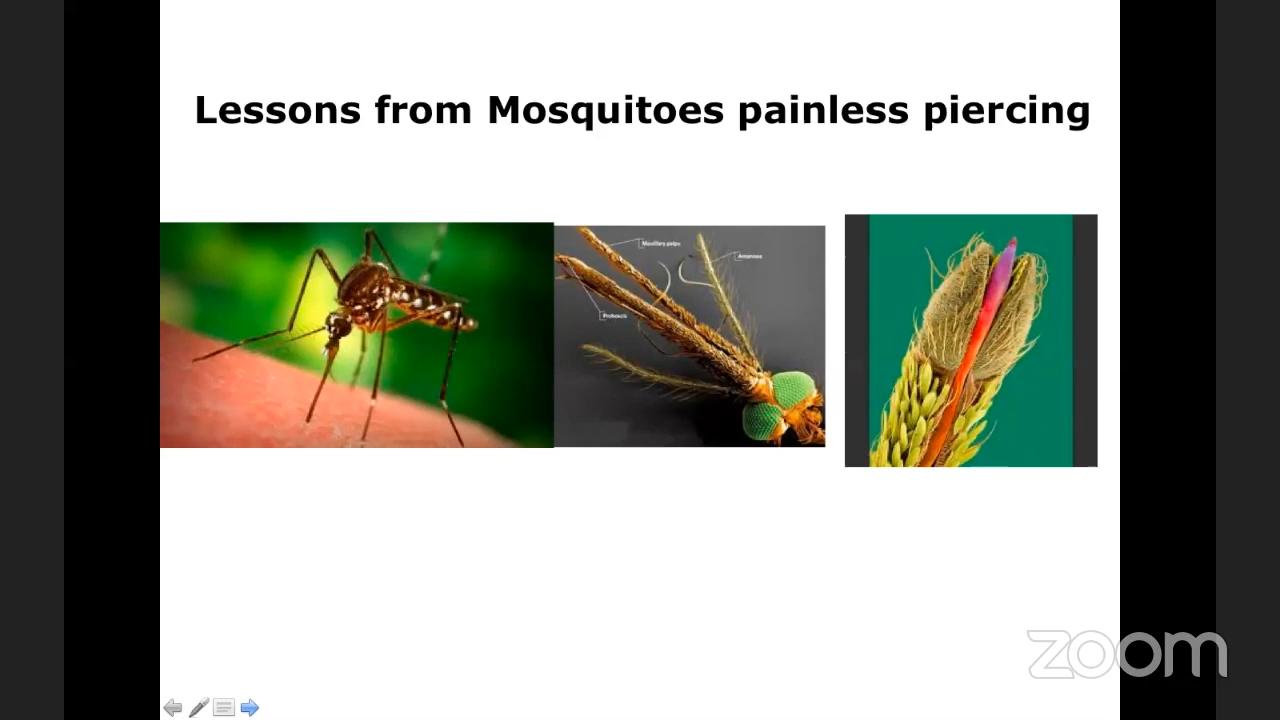 Lessons from Mosquitoes painless piercing
Maxillary palps
Antennae
Proboscis
zoom